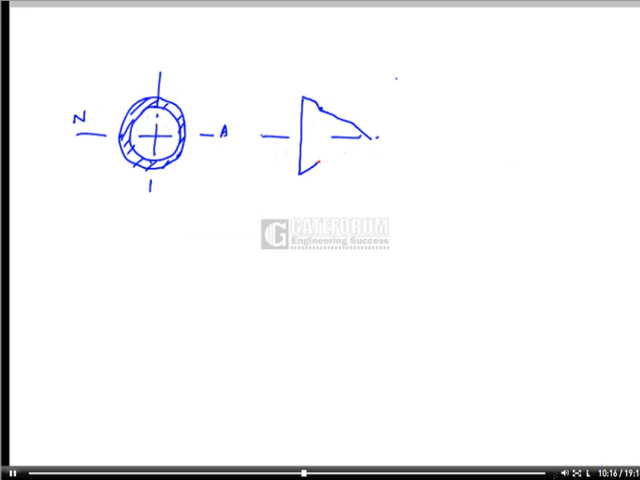 N
A
GATEFORUM
Engineering Success
10:16 / 19:1